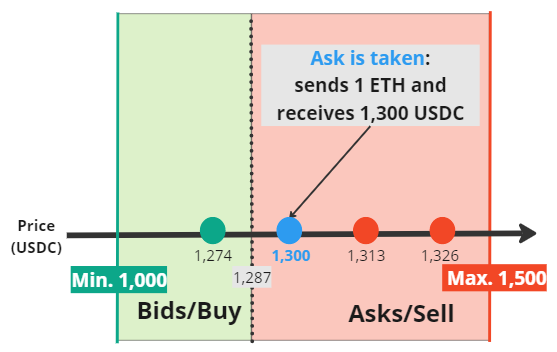 Ask is taken:
sends 1 ETH and
receives 1,300 USDC
Price
(USDC)
1,274
1,300
1,313
1,326
1,287
Min. 1,000
Max. 1,500
Bids/Buy
Asks/Sell